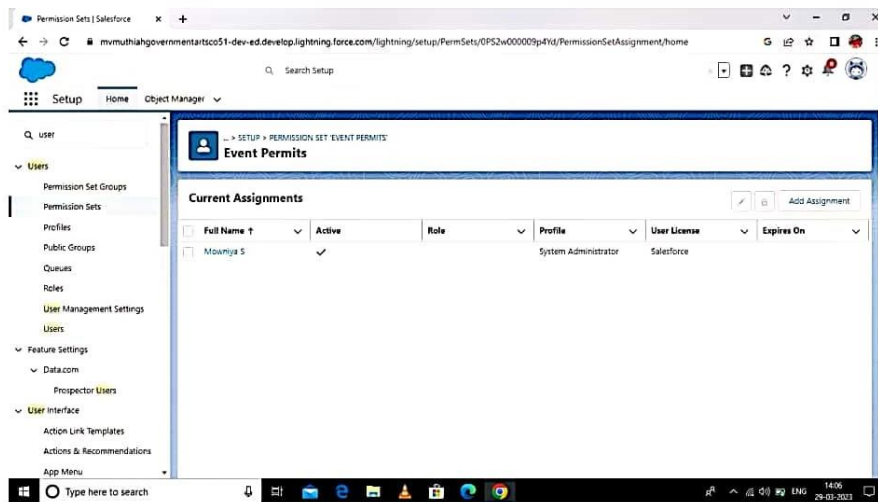 Permission Sets | Salesforce
mvmuthiahgovernmentartsco51-dev-ed.develop.lightning.force.com/lightning/setup/PermSets/0PS2w000009p4Yd/PermissionSetAssignment/home
Search Setup
Setup Home Object Manager
user
... > SETUP > PERMISSION SET 'EVENT PERMITS'
Event Permits
Users
Permission Set Groups
Permission Sets
Profiles
Public Groups
Queues
Roles
User Management Settings
Users
Feature Settings
Data.com
Prospector Users
User Interface
Action Link Templates
Actions & Recommendations
App Menu
Current Assignments
Add Assignment
Full Name ↑ Active Role Profile User License Expires On
Mowniya S System Administrator Salesforce
Type here to search
ENG
14:06
29-03-2023